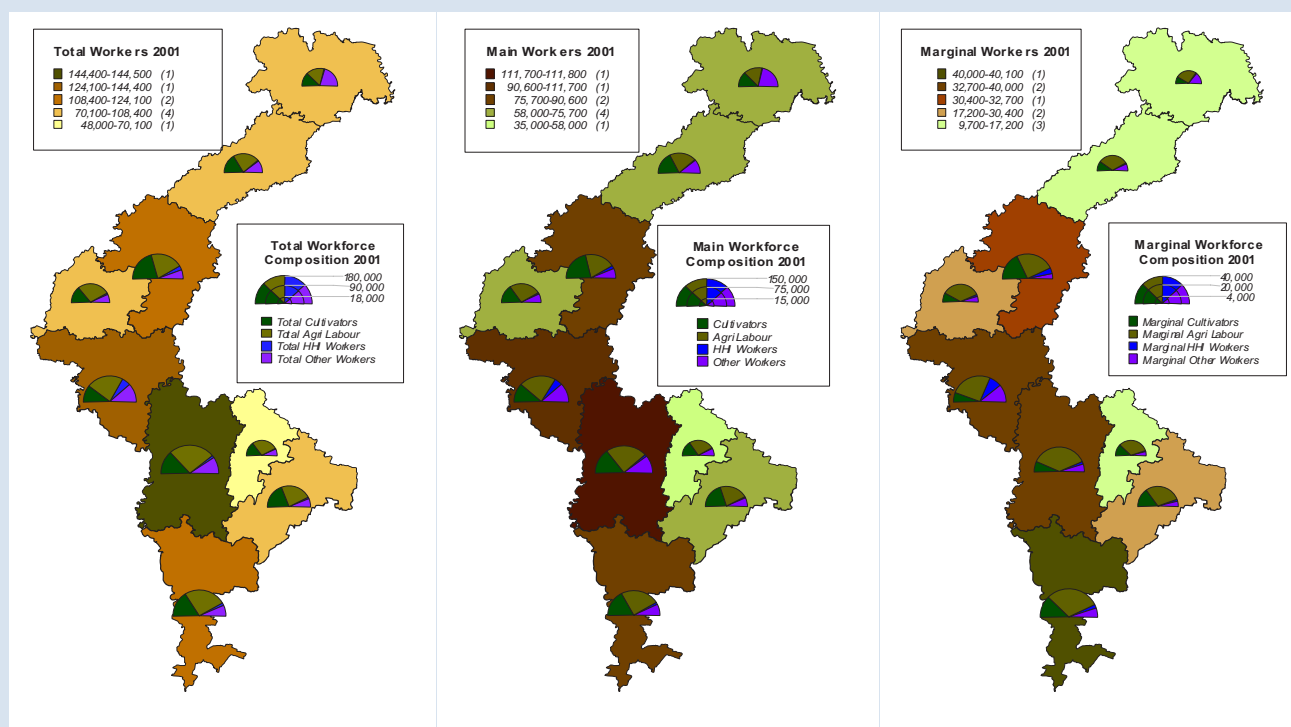 Total Workers 2001
144,400-144,500 (1)
124,100-144,400 (1)
108,400-124,100 (2)
70,100-108,400 (4)
48,000-70,100 (1)
Total Workforce
Composition 2001
180,000
90,000
18,000
Total Cultivators
Total Agri Labour
Total HHI Workers
Total Other Workers
Main Workers 2001
111,700-111,800 (1)
90,600-111,700 (1)
75,700-90,600 (2)
58,000-75,700 (4)
35,000-58,000 (1)
Main Workforce
Composition 2001
150,000
75,000
15,000
Cultivators
Agri Labour
HHI Workers
Other Workers
Marginal Workers 2001
40,000-40,100 (1)
32,700-40,000 (2)
30,400-32,700 (1)
17,200-30,400 (2)
9,700-17,200 (3)
Marginal Workforce
Composition 2001
40,000
20,000
4,000
Marginal Cultivators
Marginal Agri Labour
Marginal HHI Workers
Marginal Other Workers